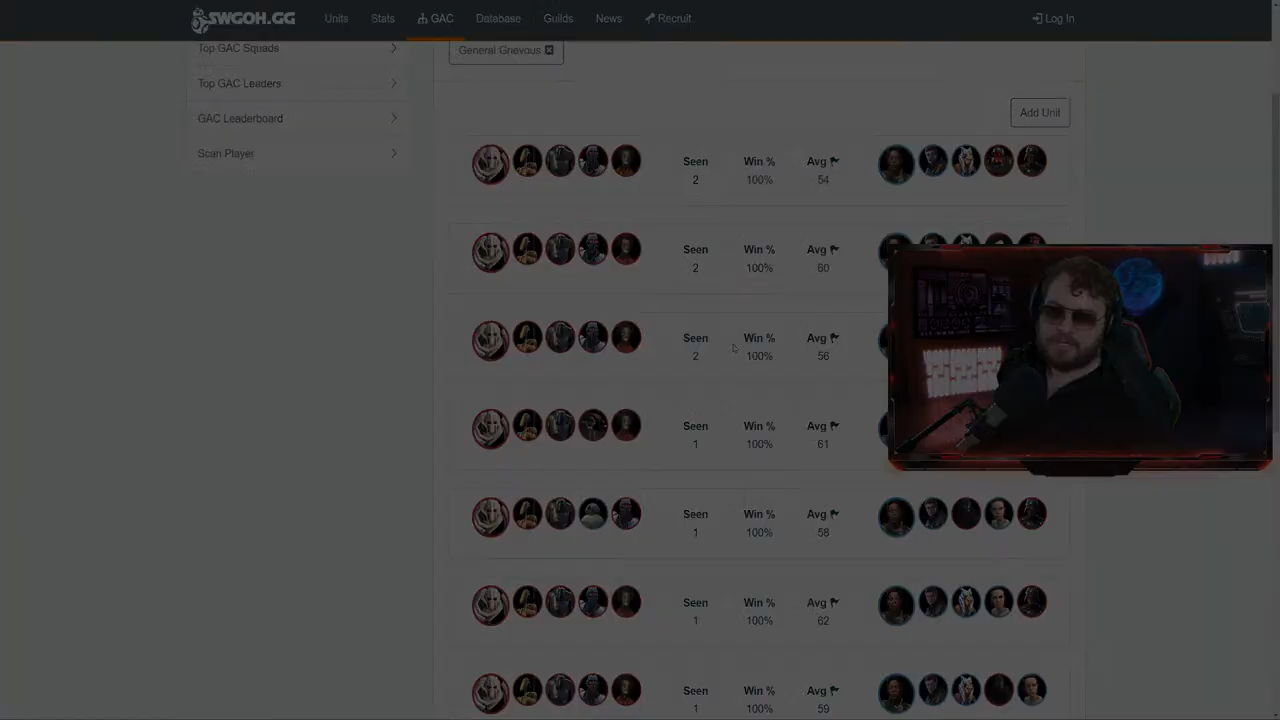 SWGOH.GG Units Stats GAC Database Guilds News Recruit Log In
Top GAC Squads
General Grievous
Top GAC Leaders
GAC Leaderboard
Add Unit
Scan Player
Seen Win % Avg
2 100% 54
Seen Win % Avg
2 100% 60
Seen Win % Avg
2 100% 56
Seen Win % Avg
1 100% 61
Seen Win % Avg
1 100% 58
Seen Win % Avg
1 100% 62
Seen Win % Avg
1 100% 59